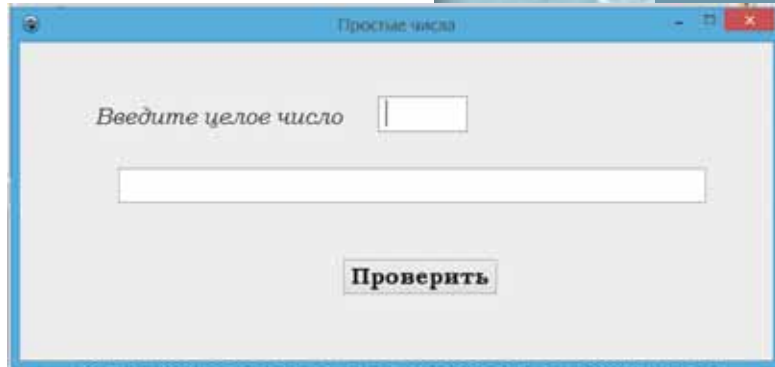 Простые числа
Введите целое число
Проверить